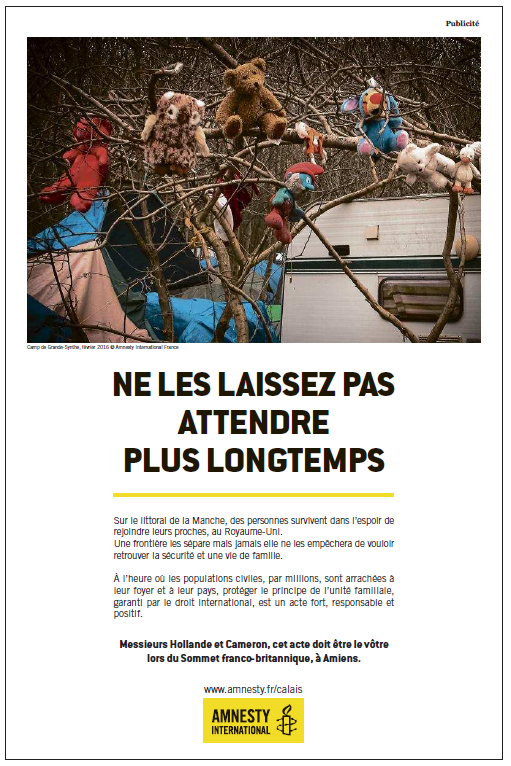 Publicité
Camp de Grande-Synthe, février 2016 © Amnesty International France
NE LES LAISSEZ PAS
ATTENDRE
PLUS LONGTEMPS
Sur le littoral de la Manche, des personnes survivent dans l'espoir de
rejoindre leurs proches, au Royaume-Uni.
Une frontière les sépare mais jamais elle ne les empêchera de vouloir
retrouver la sécurité et une vie de famille.
À l'heure où les populations civiles, par millions, sont arrachées à
leur foyer et à leur pays, protéger le principe de l'unité familiale,
garanti par le droit international, est un acte fort, responsable et
positif.
Messieurs Hollande et Cameron, cet acte doit être le vôtre
lors du Sommet franco-britannique, à Amiens.
www.amnesty.fr/calais
AMNESTY
INTERNATIONAL